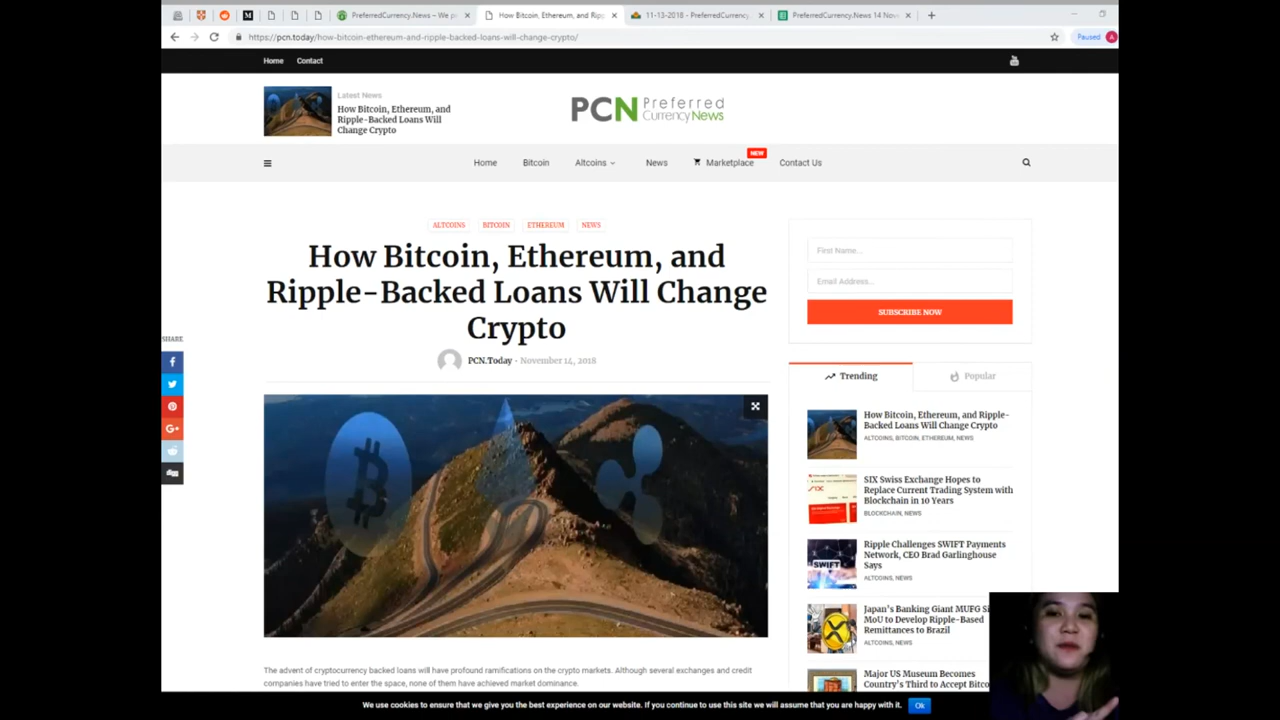 PreferredCurrency.News – We p
How Bitcoin, Ethereum, and Ripp
11-13-2018 - PreferredCurrency.
PreferredCurrency.News 14 Nov
https://pcn.today/how-bitcoin-ethereum-and-ripple-backed-loans-will-change-crypto/
Paused
A
Home
Contact
Latest News
How Bitcoin, Ethereum, and
Ripple-Backed Loans Will
Change Crypto
PCN Preferred
Currency News
NEW
Home
Bitcoin
Altcoins
News
Marketplace
Contact Us
ALTCOINS
BITCOIN
ETHEREUM
NEWS
How Bitcoin, Ethereum, and
Ripple-Backed Loans Will Change
Crypto
PCN.Today - November 14, 2018
SHARE
First Name...
Email Address...
SUBSCRIBE NOW
Trending
Popular
How Bitcoin, Ethereum, and Ripple-
Backed Loans Will Change Crypto
ALTCOINS, BITCOIN, ETHEREUM, NEWS
SIX Swiss Exchange Hopes to
Replace Current Trading System with
Blockchain in 10 Years
BLOCKCHAIN, NEWS
SWIFT
Ripple Challenges SWIFT Payments
Network, CEO Brad Garlinghouse
Says
ALTCOINS, NEWS
Japan's Banking Giant MUFG Si
MoU to Develop Ripple-Based
Remittances to Brazil
ALTCOINS, NEWS
Major US Museum Becomes
Country's First to Accept Bitco
The advent of cryptocurrency backed loans will have profound ramifications on the crypto markets. Although several exchanges and credit
companies have tried to enter the space, none of them have achieved market dominance.
We use cookies to ensure that we give you the best experience on our website. If you continue to use this site we will assume that you are happy with it.
Ok